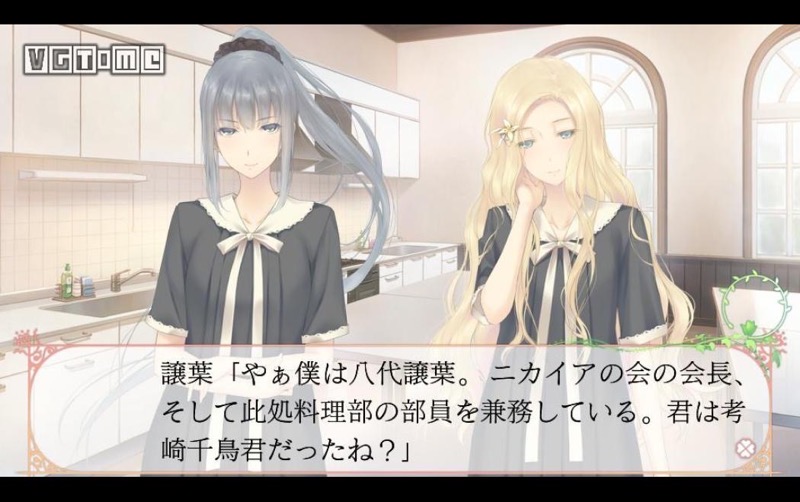 VGTIME
譲葉「やぁ僕は八代譲葉。ニカイアの会の会長、
そして此処料理部の部員を兼務している。君は考
崎千鳥君だったね？」